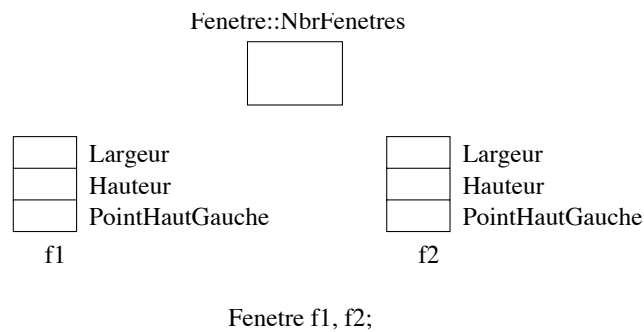 Fenetre::NbrFenetres
Largeur
Hauteur
PointHautGauche
f1
Largeur
Hauteur
PointHautGauche
f2
Fenetre f1, f2;